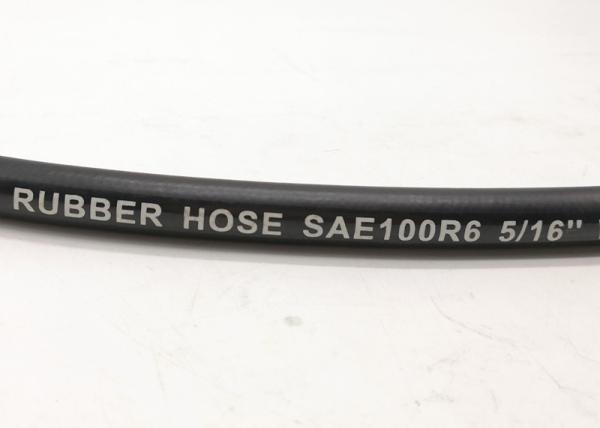 RUBBER HOSE SAE100R6 5/16"